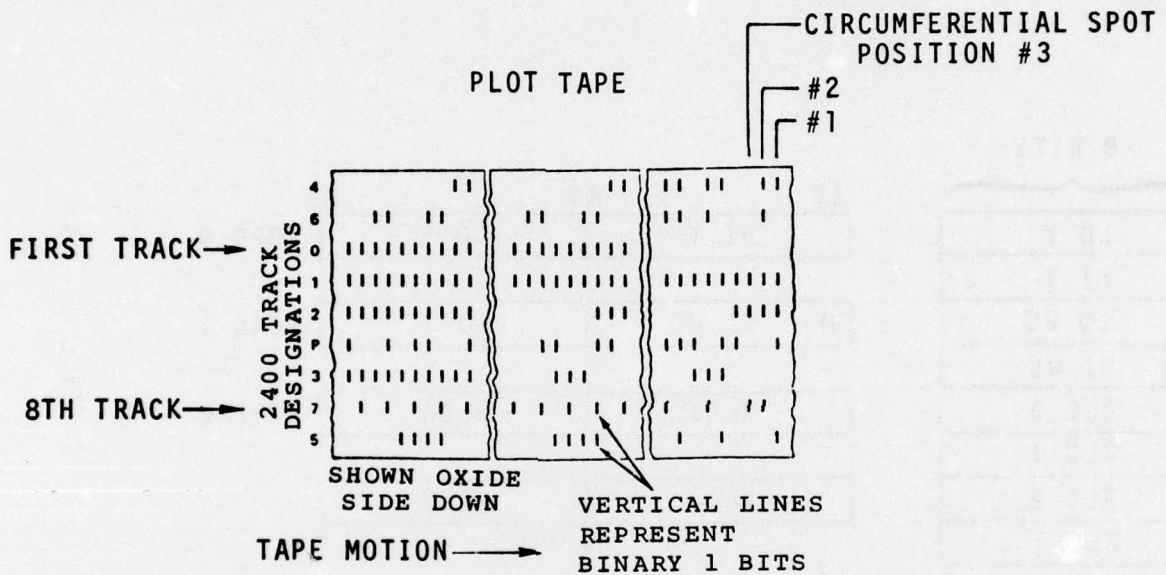 CIRCUMFERENTIAL SPOT
POSITION #3
PLOT TAPE
#2
#1
4
6
FIRST TRACK
0
2400 TRACK
DESIGNATIONS
1
2
P
3
8TH TRACK
7
5
SHOWN OXIDE
SIDE DOWN
VERTICAL LINES
REPRESENT
BINARY 1 BITS
TAPE MOTION